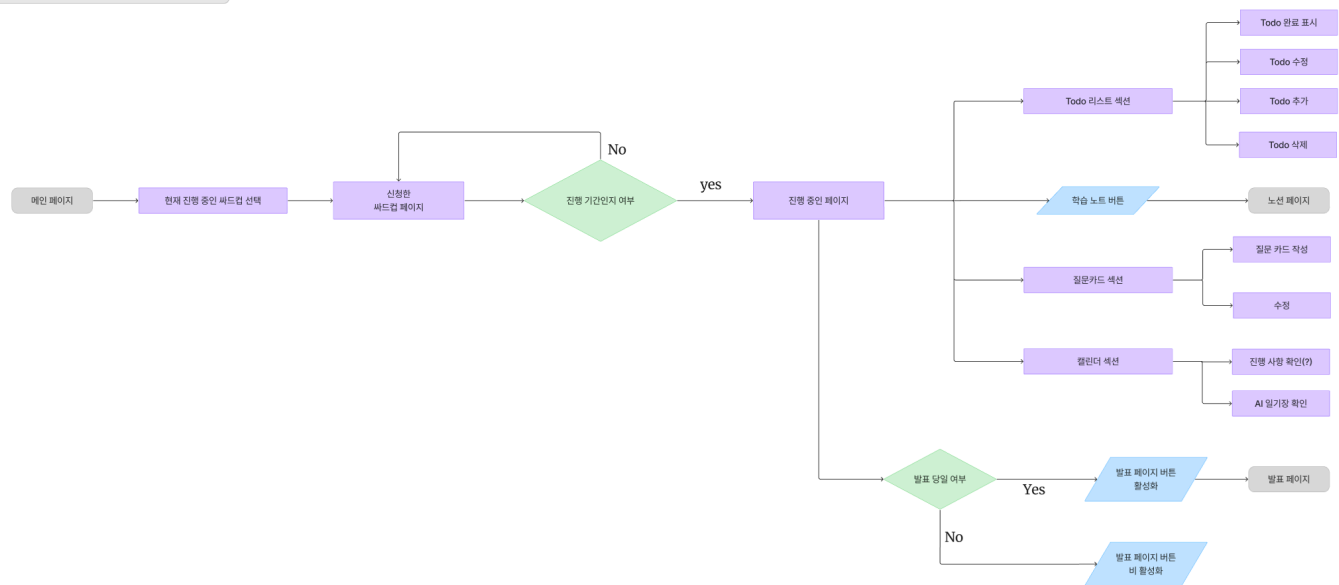 메인 페이지
현재 진행 중인 싸드컵 선택
신청한
싸드컵 페이지
진행 기간인지 여부
No
yes
진행 중인 페이지
Todo 리스트 섹션
Todo 완료 표시
Todo 수정
Todo 추가
Todo 삭제
학습 노트 버튼
노션 페이지
질문카드 섹션
질문 카드 작성
수정
캘린더 섹션
진행 사항 확인(?)
AI 일기장 확인
발표 당일 여부
Yes
발표 페이지 버튼
활성화
발표 페이지
No
발표 페이지 버튼
비 활성화